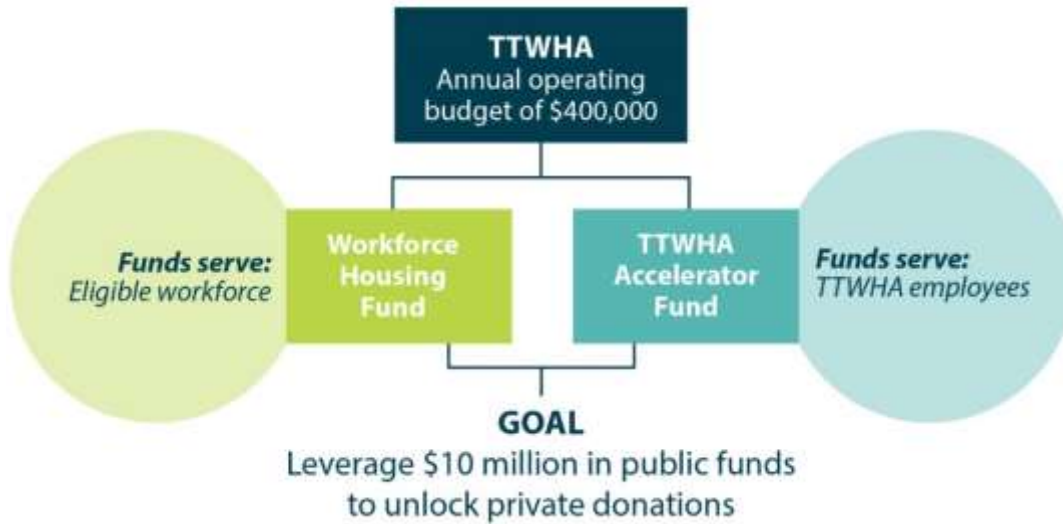 TTWHA
Annual operating
budget of $400,000
Funds serve:
Eligible workforce
Workforce
Housing
Fund
TTWHA
Accelerator
Fund
Funds serve:
TTWHA employees
GOAL
Leverage $10 million in public funds
to unlock private donations